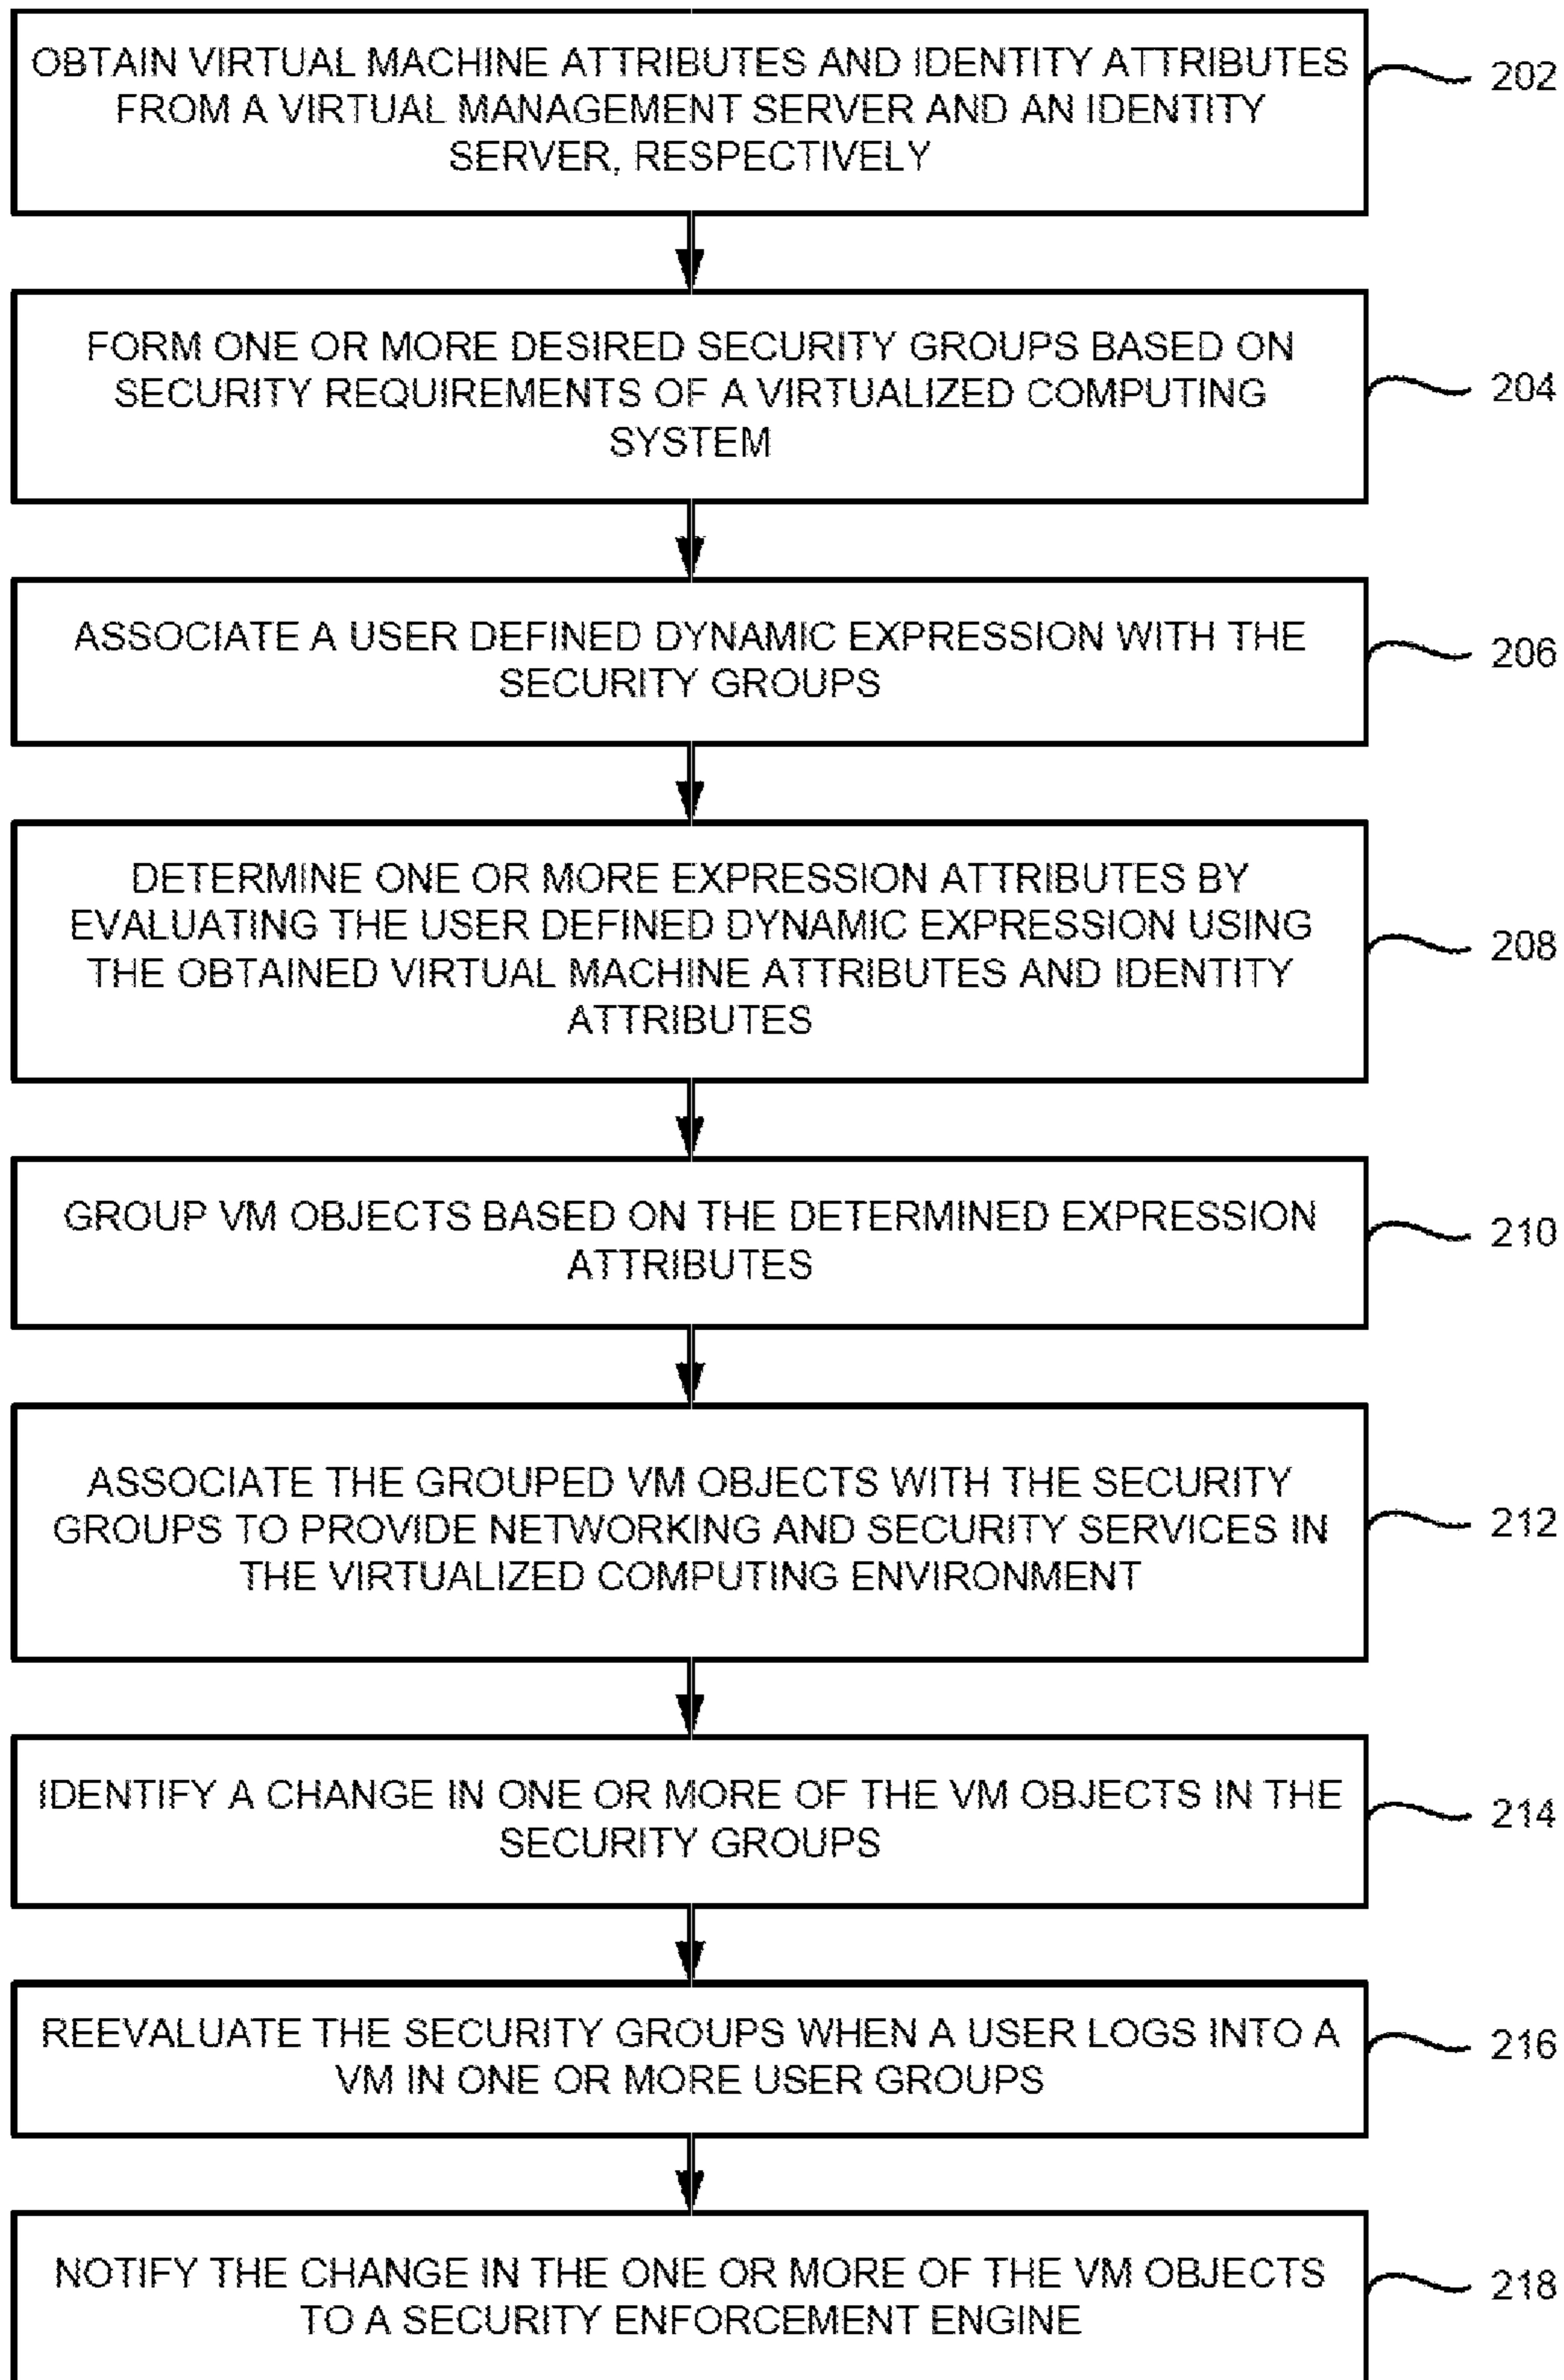 OBTAIN VIRTUAL MACHINE ATTRIBUTES AND IDENTITY ATTRIBUTES
FROM A VIRTUAL MANAGEMENT SERVER AND AN IDENTITY
SERVER, RESPECTIVELY
202
FORM ONE OR MORE DESIRED SECURITY GROUPS BASED ON
SECURITY REQUIREMENTS OF A VIRTUALIZED COMPUTING
SYSTEM
204
ASSOCIATE A USER DEFINED DYNAMIC EXPRESSION WITH THE
SECURITY GROUPS
206
DETERMINE ONE OR MORE EXPRESSION ATTRIBUTES BY
EVALUATING THE USER DEFINED DYNAMIC EXPRESSION USING
THE OBTAINED VIRTUAL MACHINE ATTRIBUTES AND IDENTITY
ATTRIBUTES
208
GROUP VM OBJECTS BASED ON THE DETERMINED EXPRESSION
ATTRIBUTES
210
ASSOCIATE THE GROUPED VM OBJECTS WITH THE SECURITY
GROUPS TO PROVIDE NETWORKING AND SECURITY SERVICES IN
THE VIRTUALIZED COMPUTING ENVIRONMENT
212
IDENTIFY A CHANGE IN ONE OR MORE OF THE VM OBJECTS IN THE
SECURITY GROUPS
214
REEVALUATE THE SECURITY GROUPS WHEN A USER LOGS INTO A
VM IN ONE OR MORE USER GROUPS
216
NOTIFY THE CHANGE IN THE ONE OR MORE OF THE VM OBJECTS
TO A SECURITY ENFORCEMENT ENGINE
218